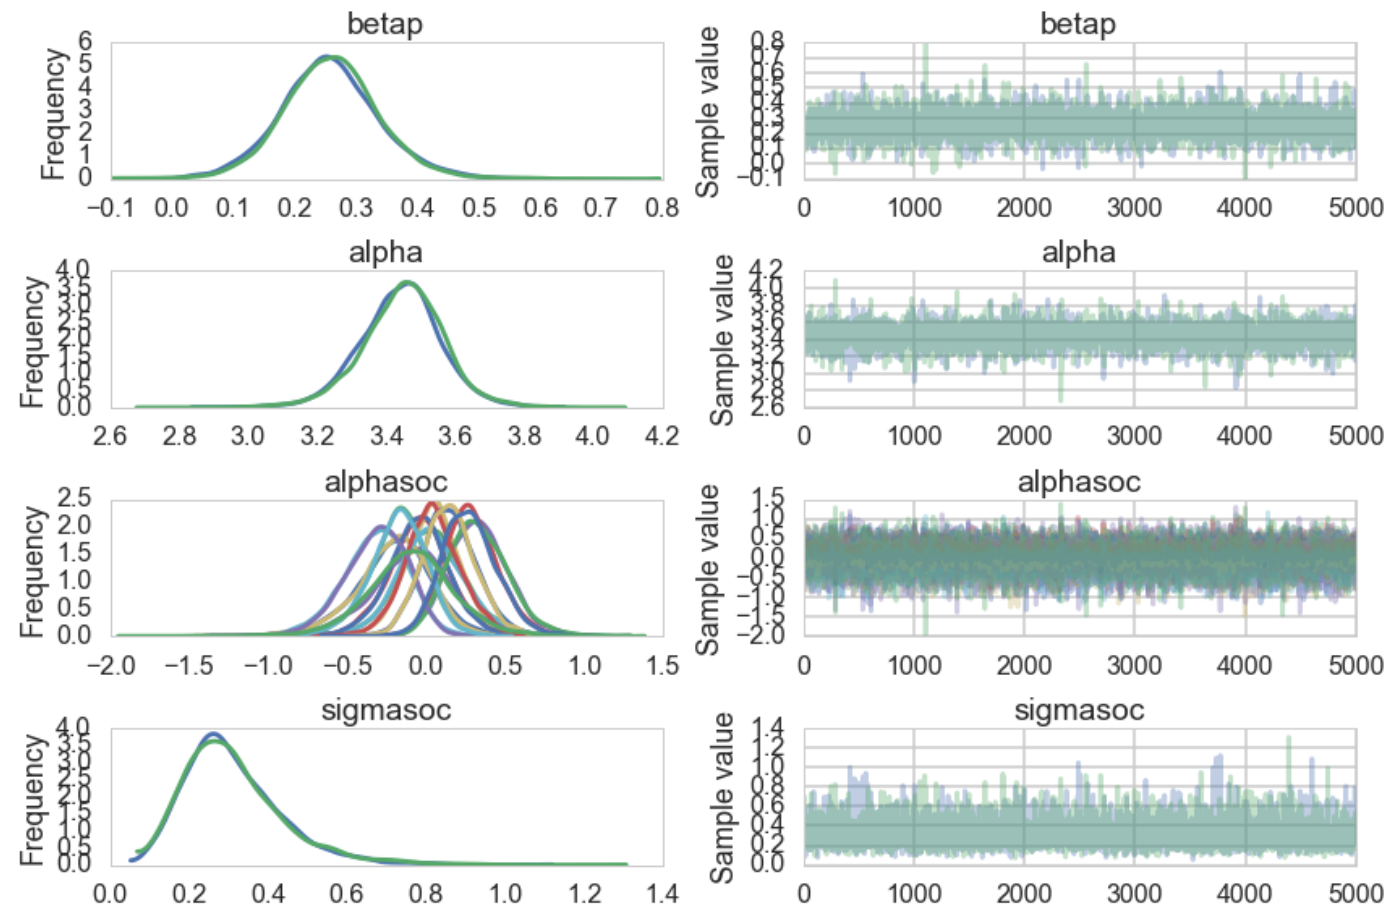 betap
Frequency
6
5
4
3
2
1
0
−0.1 0.0 0.1 0.2 0.3 0.4 0.5 0.6 0.7 0.8
betap
Sample value
0.8
0.7
0.6
0.5
0.4
0.3
0.2
0.1
0.0
−0.1
0 1000 2000 3000 4000 5000
alpha
Frequency
4.0
3.5
3.0
2.5
2.0
1.5
1.0
0.5
0.0
2.6 2.8 3.0 3.2 3.4 3.6 3.8 4.0 4.2
alpha
Sample value
4.2
4.0
3.8
3.6
3.4
3.2
3.0
2.8
2.6
0 1000 2000 3000 4000 5000
alphasoc
Frequency
2.5
2.0
1.5
1.0
0.5
0.0
−2.0 −1.5 −1.0 −0.5 0.0 0.5 1.0 1.5
alphasoc
Sample value
1.5
1.0
0.5
0.0
−0.5
−1.0
−1.5
−2.0
0 1000 2000 3000 4000 5000
sigmasoc
Frequency
4.0
3.5
3.0
2.5
2.0
1.5
1.0
0.5
0.0
0.0 0.2 0.4 0.6 0.8 1.0 1.2 1.4
sigmasoc
Sample value
1.4
1.2
1.0
0.8
0.6
0.4
0.2
0.0
0 1000 2000 3000 4000 5000